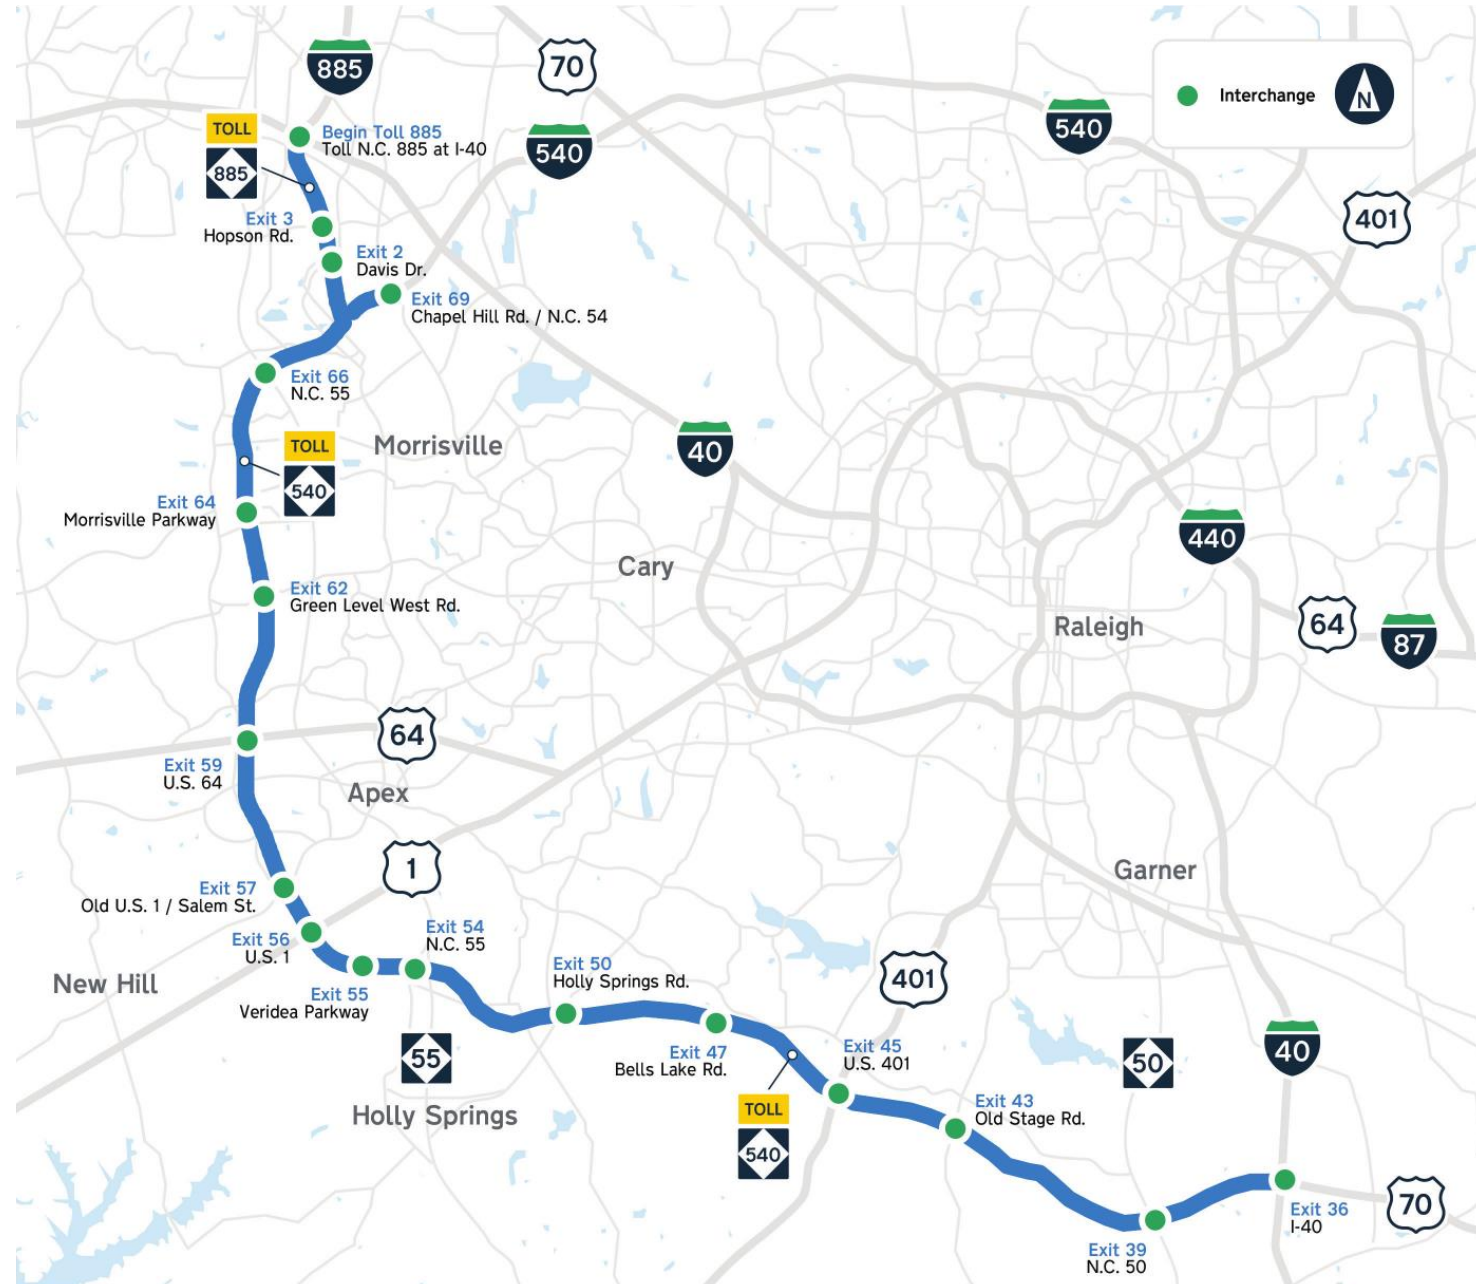 885
70
Interchange
N
TOLL
885
Begin Toll 885
Toll N.C. 885 at I-40
540
540
401
Exit 3
Hopson Rd.
Exit 2
Davis Dr.
Exit 69
Chapel Hill Rd. / N.C. 54
Exit 66
N.C. 55
TOLL
540
Morrisville
40
Exit 64
Morrisville Parkway
440
Cary
Exit 62
Green Level West Rd.
Raleigh
64
87
64
Exit 59
U.S. 64
Apex
1
Garner
Exit 57
Old U.S. 1 / Salem St.
Exit 56
U.S. 1
Exit 54
N.C. 55
New Hill
Exit 55
Veridea Parkway
Exit 50
Holly Springs Rd.
401
55
Exit 47
Bells Lake Rd.
Exit 45
U.S. 401
50
40
Holly Springs
TOLL
540
Exit 43
Old Stage Rd.
Exit 36
I-40
70
Exit 39
N.C. 50